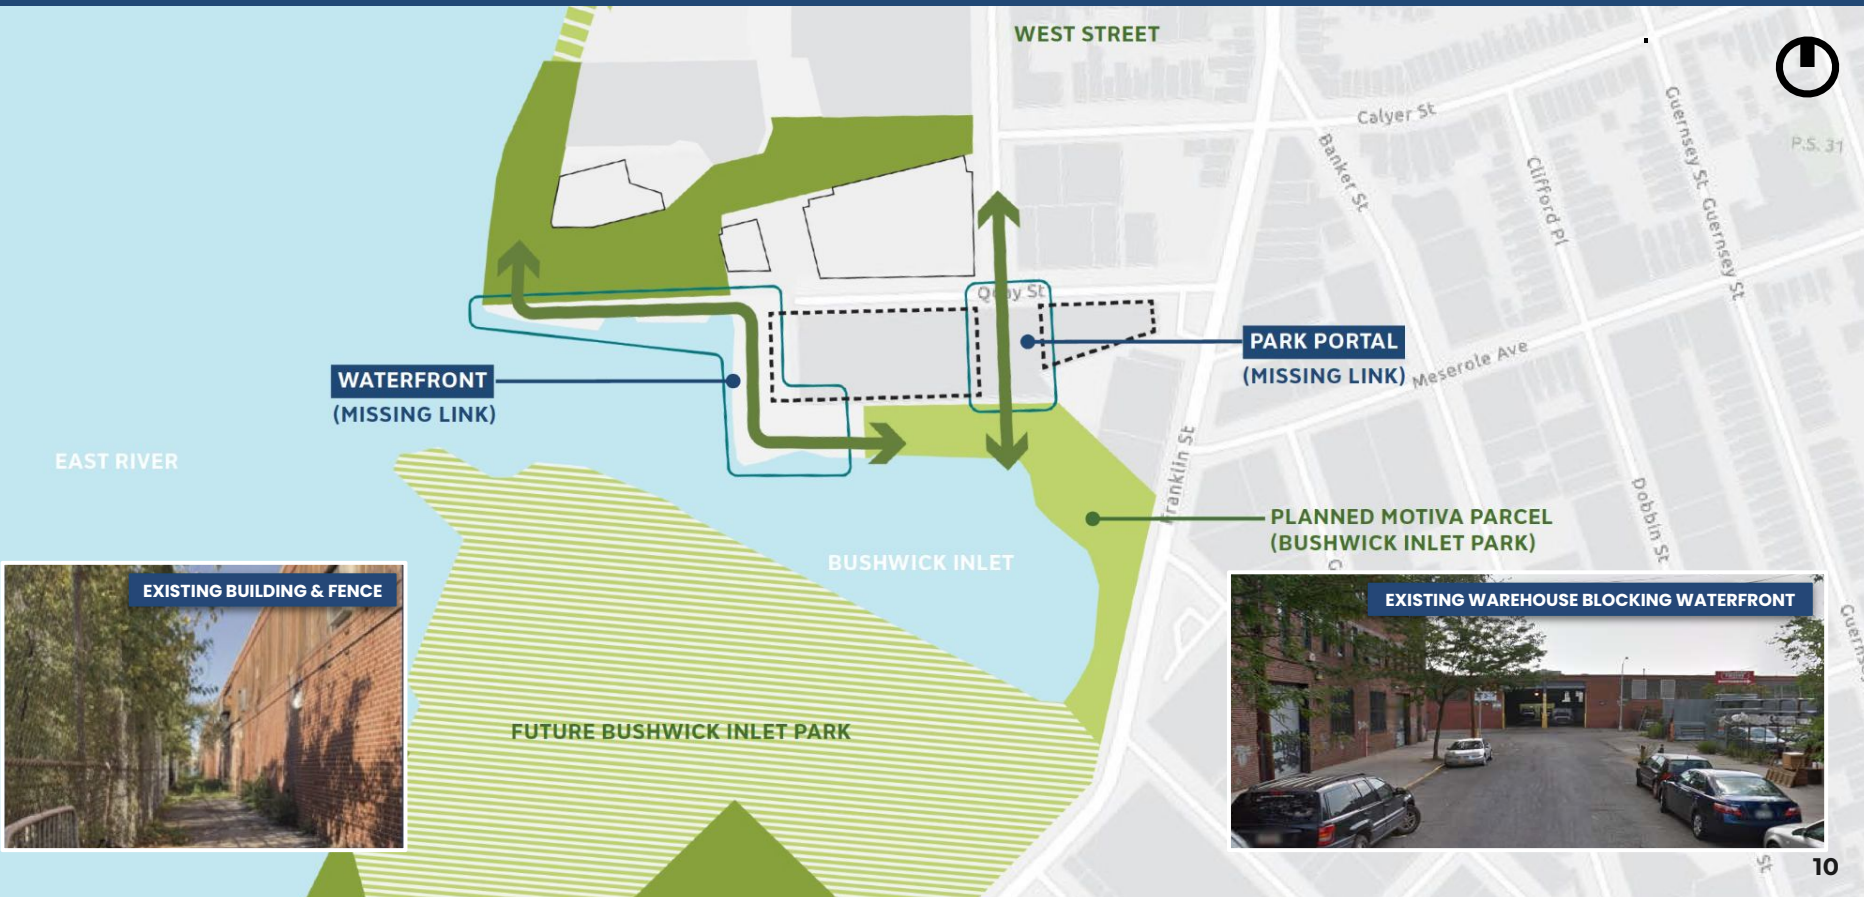 WEST STREET
Calyer St
Banker St
Clifford Pl
Guernsey St
Guernsey St
P.S. 31
Quay St
PARK PORTAL
(MISSING LINK)
Meserole Ave
WATERFRONT
(MISSING LINK)
EAST RIVER
Franklin St
Dobbin St
PLANNED MOTIVA PARCEL
(BUSHWICK INLET PARK)
BUSHWICK INLET
EXISTING BUILDING & FENCE
EXISTING WAREHOUSE BLOCKING WATERFRONT
FUTURE BUSHWICK INLET PARK
St
10